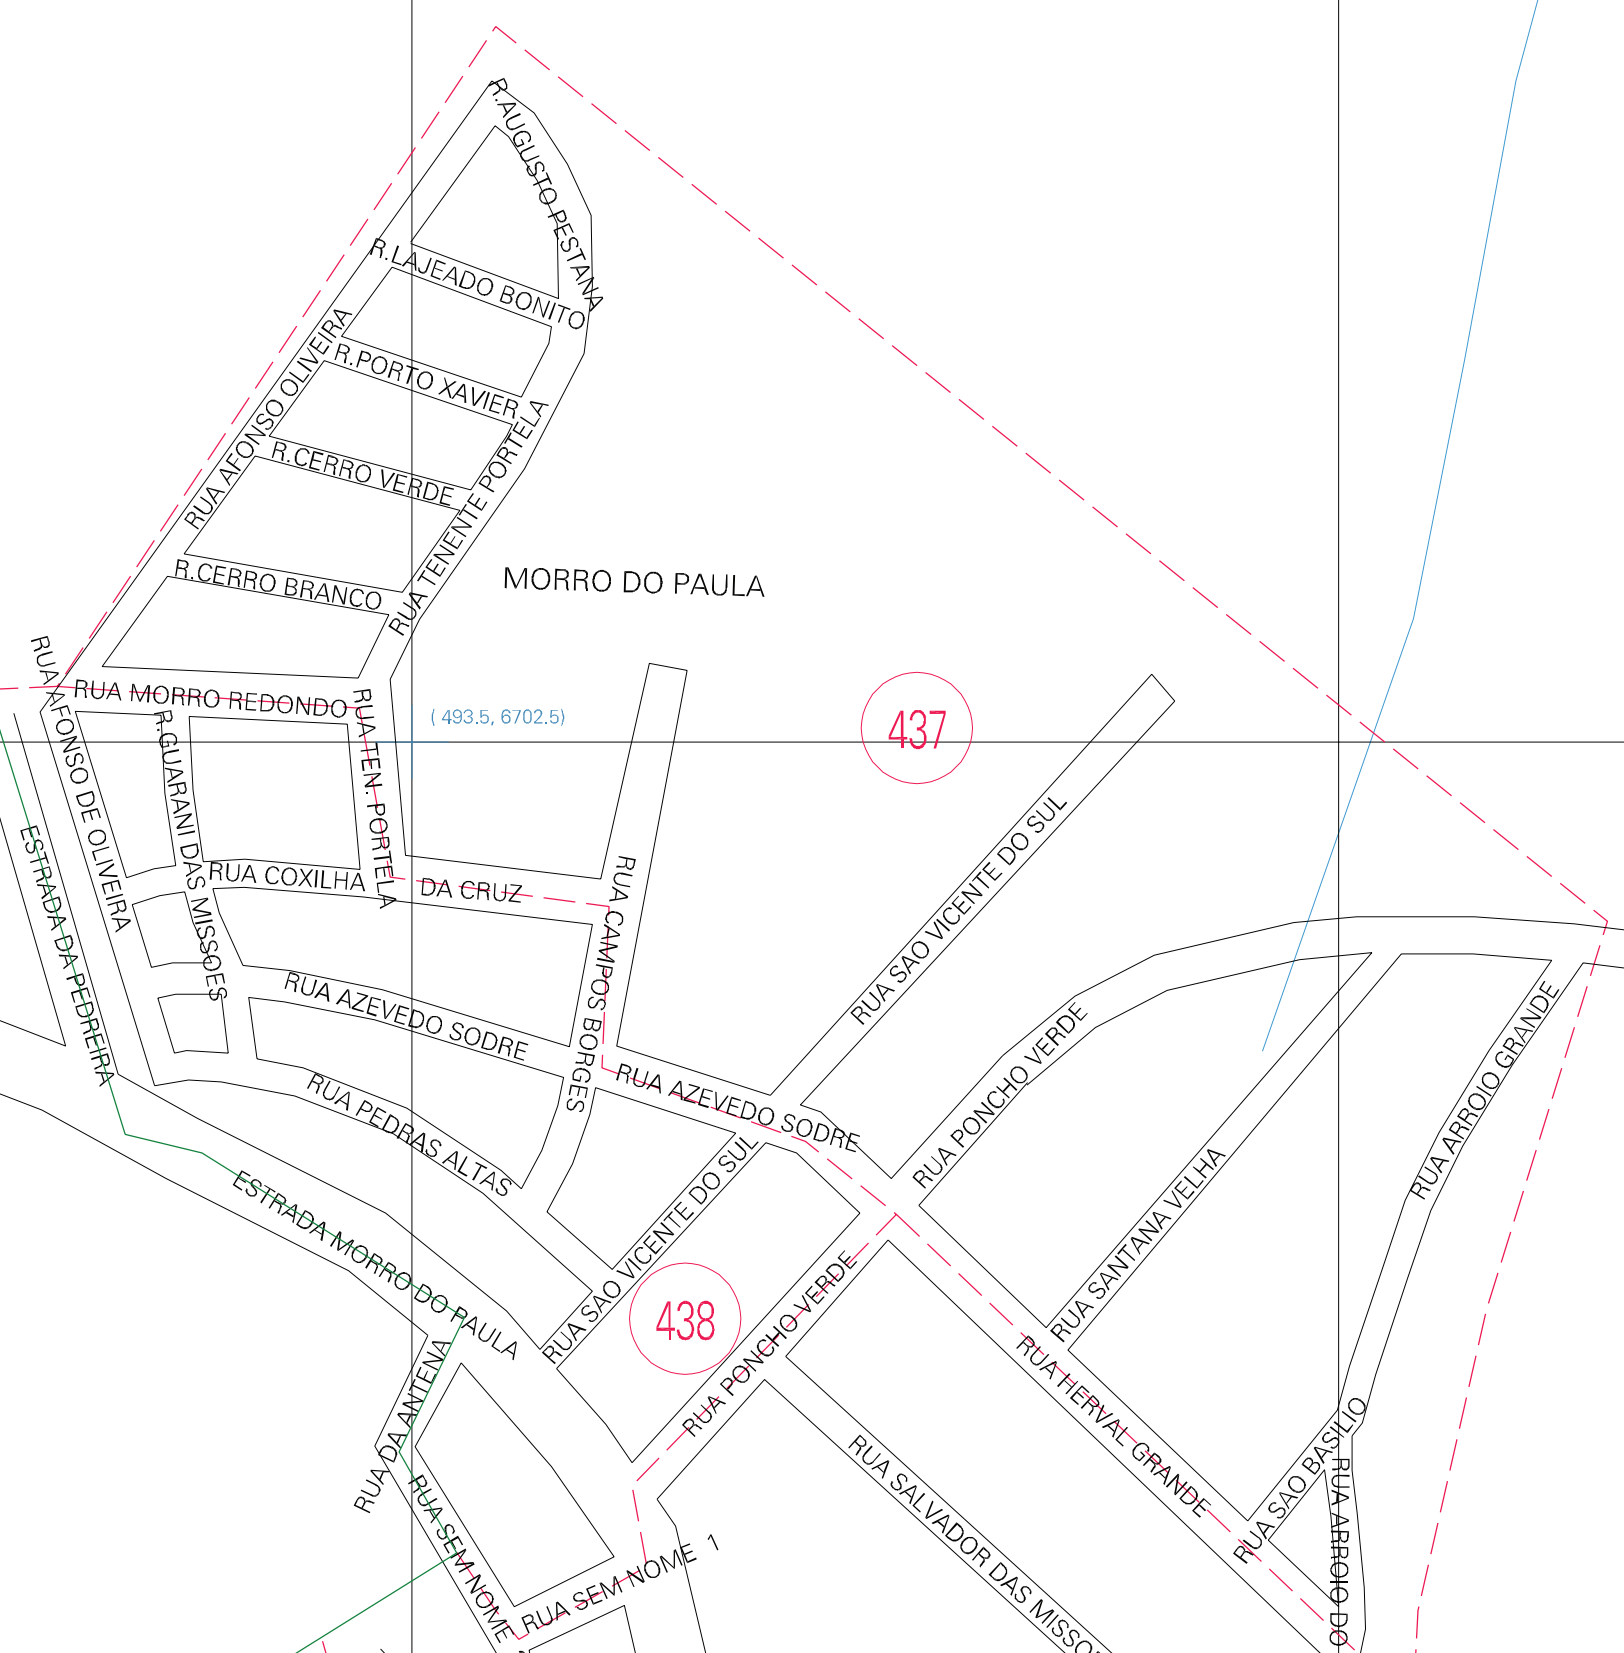 R.AUGUSTO PESTANA
R.LAJEADO BONITO
RUA AFONSO OLIVEIRA
R.PORTO XAVIER
R.CERRO VERDE
RUA TENENTE PORTELA
R.CERRO BRANCO
MORRO DO PAULA
RUA AFONSO DE OLIVEIRA
RUA MORRO REDONDO
RUA TEN. PORTELA
( 493.5, 6702.5)
437
R.GUARANI DAS MISSOES
RUA SAO VICENTE DO SUL
ESTRADA DA PEDREIRA
RUA COXILHA
DA CRUZ
RUA CAMPOS BORGES
RUA AZEVEDO SODRE
RUA AZEVEDO SODRE
RUA PONCHO VERDE
RUA ARROIO GRANDE
RUA PEDRAS ALTAS
RUA SAO VICENTE DO SUL
RUA SANTANA VELHA
ESTRADA MORRO DO PAULA
438
RUA PONCHO VERDE
RUA HERVAL GRANDE
RUA DA ANTENA
RUA SAO BASILIO
RUA SALVADOR DAS MISSO
RUA ARROIO DO
RUA SEM NOME
RUA SEM NOME 1